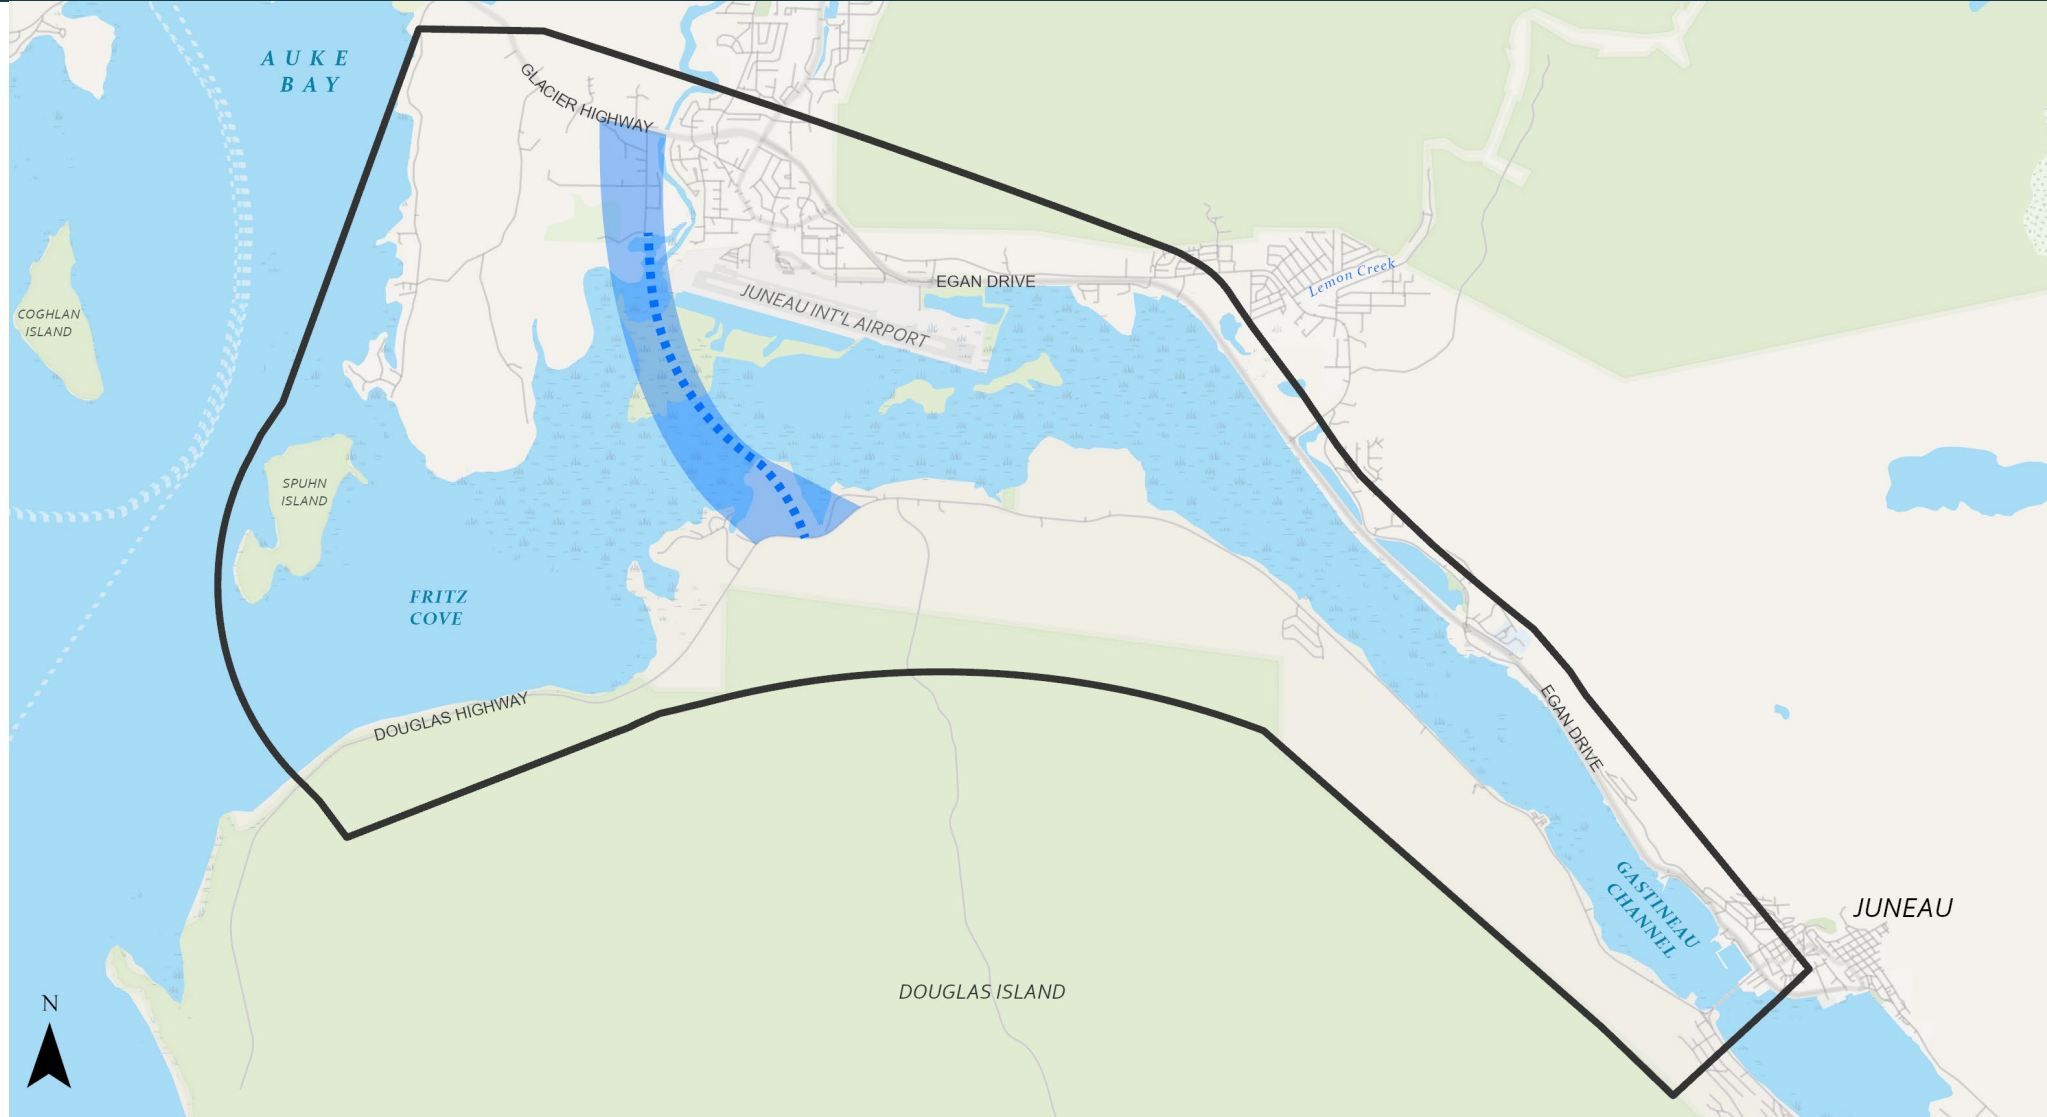 AUKE
BAY
GLACIER HIGHWAY
EGAN DRIVE
Lemon Creek
JUNEAU INT'L AIRPORT
COGHLAN
ISLAND
SPUHN
ISLAND
FRITZ
COVE
DOUGLAS HIGHWAY
EGAN DRIVE
GASTINEAU
CHANNEL
JUNEAU
DOUGLAS ISLAND
N